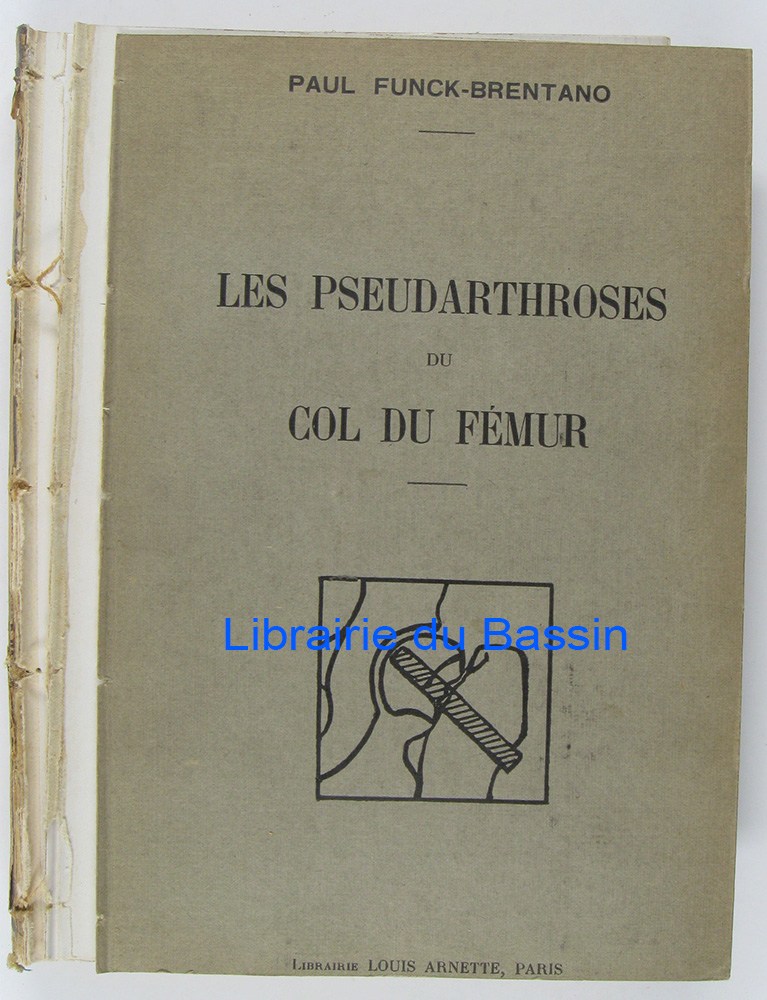 PAUL FUNCK-BRENTANO
LES PSEUDARTHROSES
DU
COL DU FÉMUR
Librairie du Bassin
LIBRAIRIE LOUIS ARNETTE, PARIS